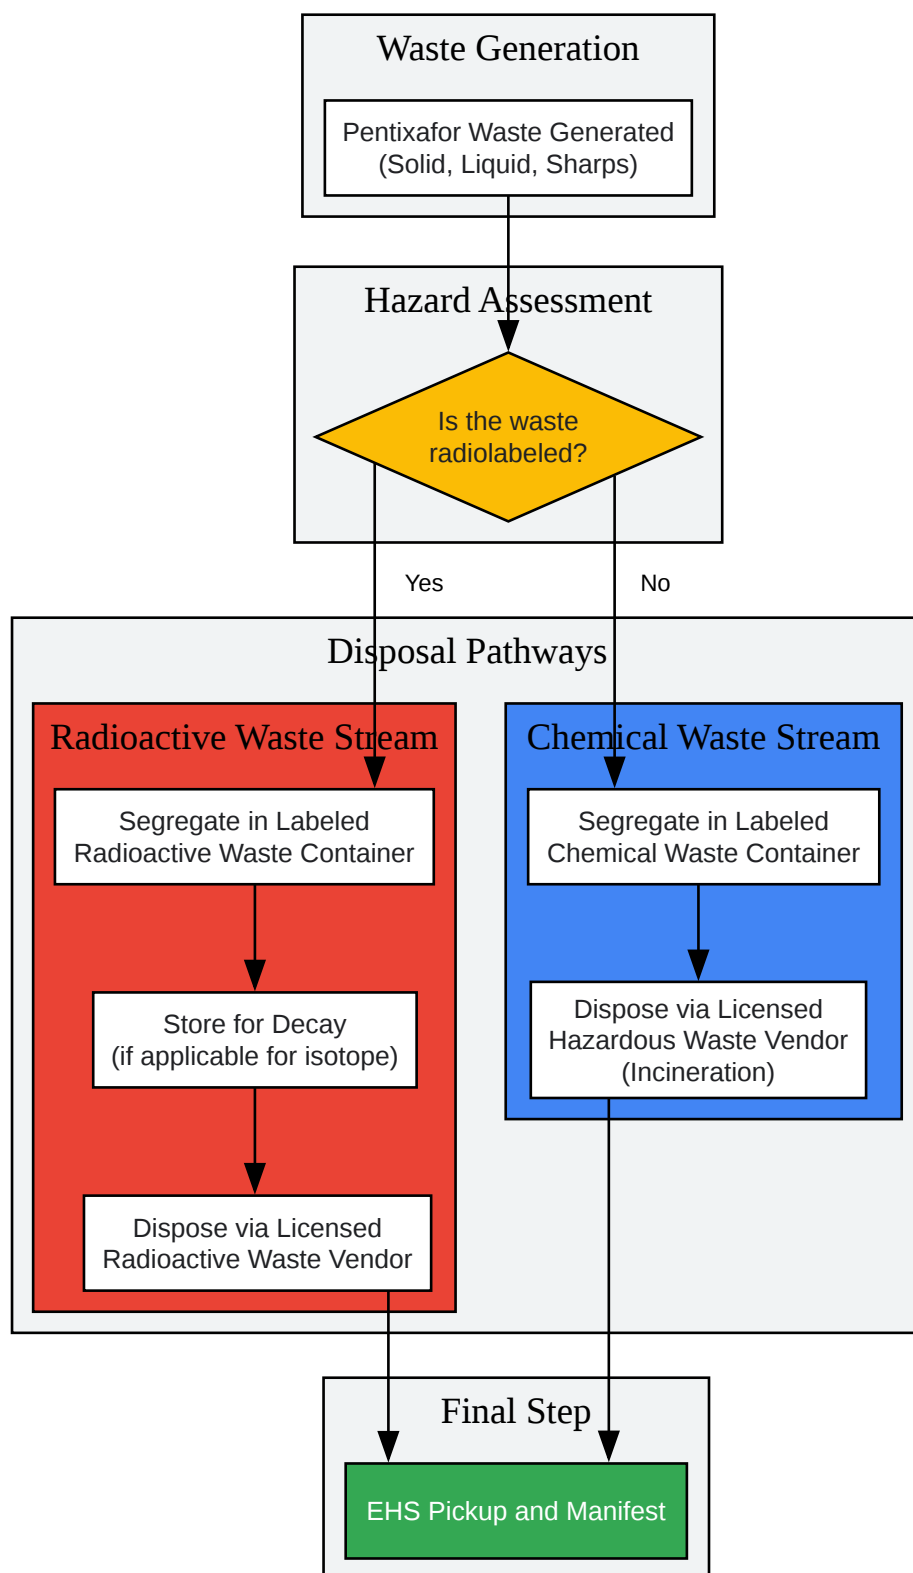 Waste Generation
Pentixafor Waste Generated
(Solid, Liquid, Sharps)
Hazard Assessment
Is the waste
radiolabeled?
Yes
No
Disposal Pathways
Radioactive Waste Stream
Segregate in Labeled
Radioactive Waste Container
Store for Decay
(if applicable for isotope)
Dispose via Licensed
Radioactive Waste Vendor
Chemical Waste Stream
Segregate in Labeled
Chemical Waste Container
Dispose via Licensed
Hazardous Waste Vendor
(Incineration)
Final Step
EHS Pickup and Manifest